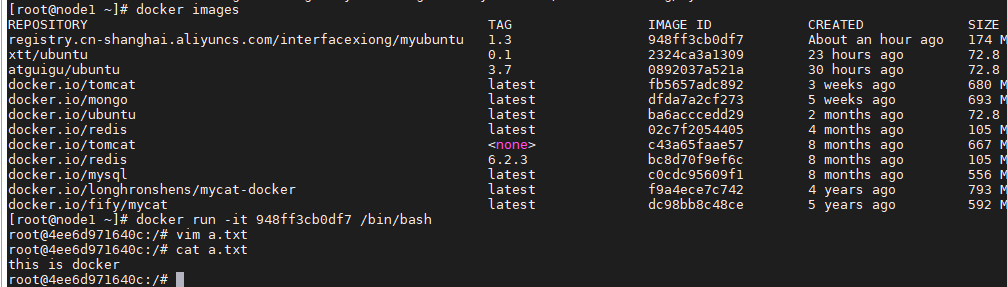 [root@node1 ~]# docker images
REPOSITORY TAG IMAGE ID CREATED SIZE
registry.cn-shanghai.aliyuncs.com/interfacexiong/myubuntu 1.3 948ff3cb0df7 About an hour ago 174 M
xtt/ubuntu 0.1 2324ca3a1309 23 hours ago 72.8
atguigu/ubuntu 3.7 0892037a521a 30 hours ago 72.8
docker.io/tomcat latest fb5657adc892 3 weeks ago 680 M
docker.io/mongo latest dfda7a2cf273 5 weeks ago 693 M
docker.io/ubuntu latest ba6acccedd29 2 months ago 72.8
docker.io/redis latest 02c7f2054405 4 months ago 105 M
docker.io/tomcat <none> c43a65faae57 8 months ago 667 M
docker.io/redis 6.2.3 bc8d70f9ef6c 8 months ago 105 M
docker.io/mysql latest c0cdc95609f1 8 months ago 556 M
docker.io/longhronshens/mycat-docker latest f9a4ece7c742 4 years ago 793 M
docker.io/fify/mycat latest dc98bb8c48ce 5 years ago 592 M
[root@node1 ~]# docker run -it 948ff3cb0df7 /bin/bash
root@4ee6d971640c:/# vim a.txt
root@4ee6d971640c:/# cat a.txt
this is docker
root@4ee6d971640c:/#